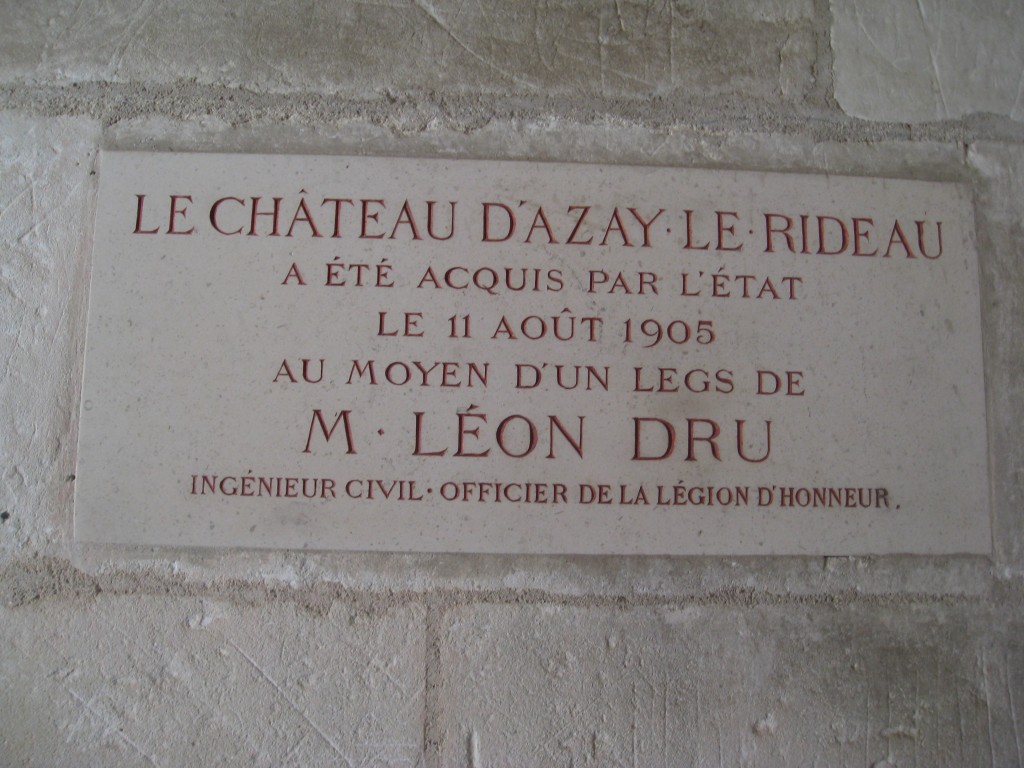 LE CHÂTEAU D'AZAY·LE·RIDEAU
A ÉTÉ ACQUIS PAR L'ÉTAT
LE 11 AOÛT 1905
AU MOYEN D'UN LEGS DE
M· LÉON DRU
INGÉNIEUR CIVIL·OFFICIER DE LA LÉGION D'HONNEUR.